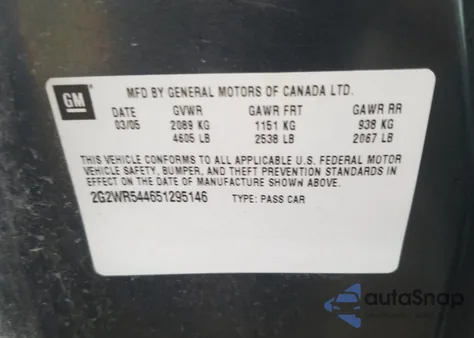 GM
MFD BY GENERAL MOTORS OF CANADA LTD.
DATE GVWR GAWR FRT GAWR RR
03/05 2089 KG 1151 KG 938 KG
4605 LB 2538 LB 2067 LB
THIS VEHICLE CONFORMS TO ALL APPLICABLE U.S. FEDERAL MOTOR
VEHICLE SAFETY, BUMPER, AND THEFT PREVENTION STANDARDS IN
EFFECT ON THE DATE OF MANUFACTURE SHOWN ABOVE.
2G2WR544651295146 TYPE: PASS CAR
autoSnap